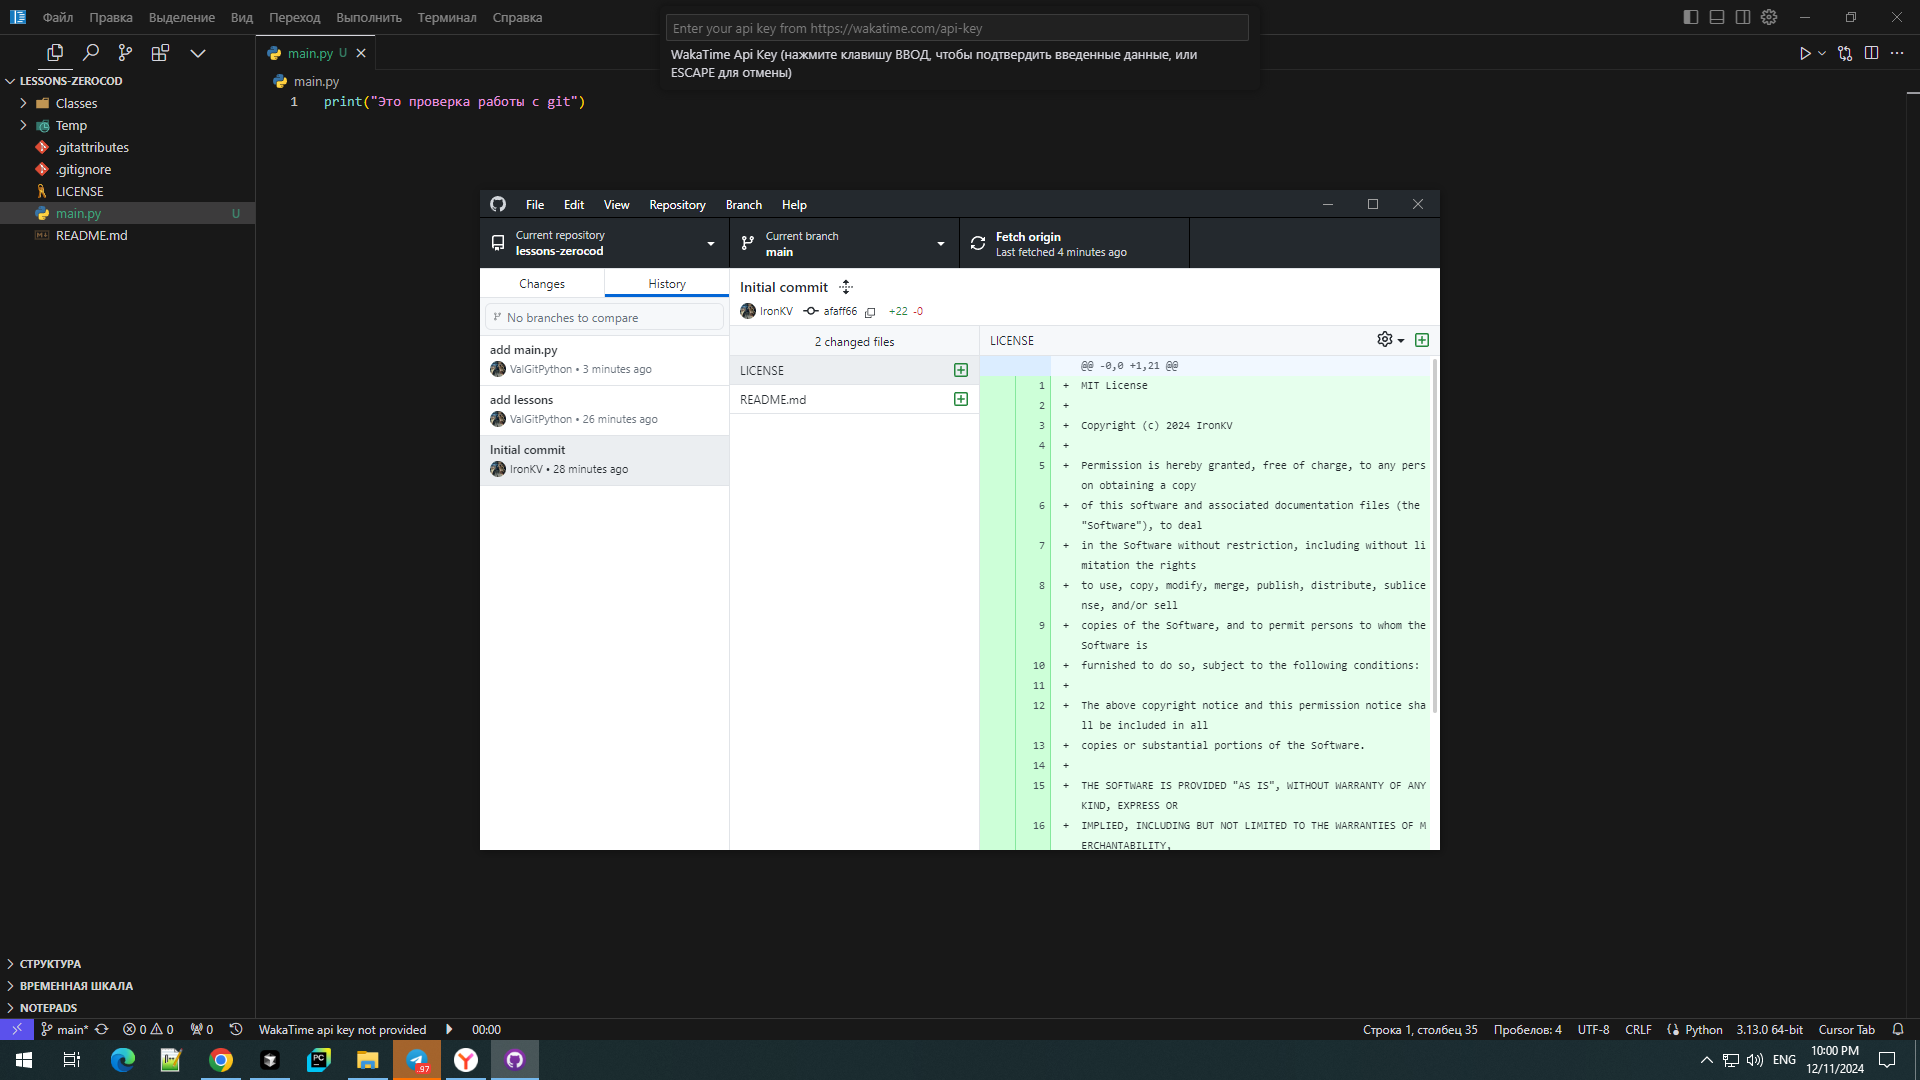 Файл Правка Выделение Вид Переход Выполнить Терминал Справка
Enter your api key from https://wakatime.com/api-key
WakaTime Api Key (нажмите клавишу ВВОД, чтобы подтвердить введенные данные, или
ESCAPE для отмены)
main.py U
LESSONS-ZEROCOD
Classes
Temp
.gitattributes
.gitignore
LICENSE
main.py U
README.md
main.py
1 print("Это проверка работы с git")
File Edit View Repository Branch Help
Current repository
lessons-zerocod
Current branch
main
Fetch origin
Last fetched 4 minutes ago
Changes History
No branches to compare
add main.py
ValGitPython • 3 minutes ago
add lessons
ValGitPython • 26 minutes ago
Initial commit
IronKV • 28 minutes ago
Initial commit
IronKV afaff66 +22 -0
2 changed files
LICENSE
README.md
LICENSE
@@ -0,0 +1,21 @@
1 + MIT License
2 +
3 + Copyright (c) 2024 IronKV
4 +
5 + Permission is hereby granted, free of charge, to any pers
on obtaining a copy
6 + of this software and associated documentation files (the
"Software"), to deal
7 + in the Software without restriction, including without li
mitation the rights
8 + to use, copy, modify, merge, publish, distribute, sublice
nse, and/or sell
9 + copies of the Software, and to permit persons to whom the
Software is
10 + furnished to do so, subject to the following conditions:
11 +
12 + The above copyright notice and this permission notice sha
ll be included in all
13 + copies or substantial portions of the Software.
14 +
15 + THE SOFTWARE IS PROVIDED "AS IS", WITHOUT WARRANTY OF ANY
KIND, EXPRESS OR
16 + IMPLIED, INCLUDING BUT NOT LIMITED TO THE WARRANTIES OF M
ERCHANTABILITY,
СТРУКТУРА
ВРЕМЕННАЯ ШКАЛА
NOTEPADS
main* 0 0 0 WakaTime api key not provided 00:00
Строка 1, столбец 35 Пробелов: 4 UTF-8 CRLF Python 3.13.0 64-bit Cursor Tab
PC
97
ENG
10:00 PM
12/11/2024